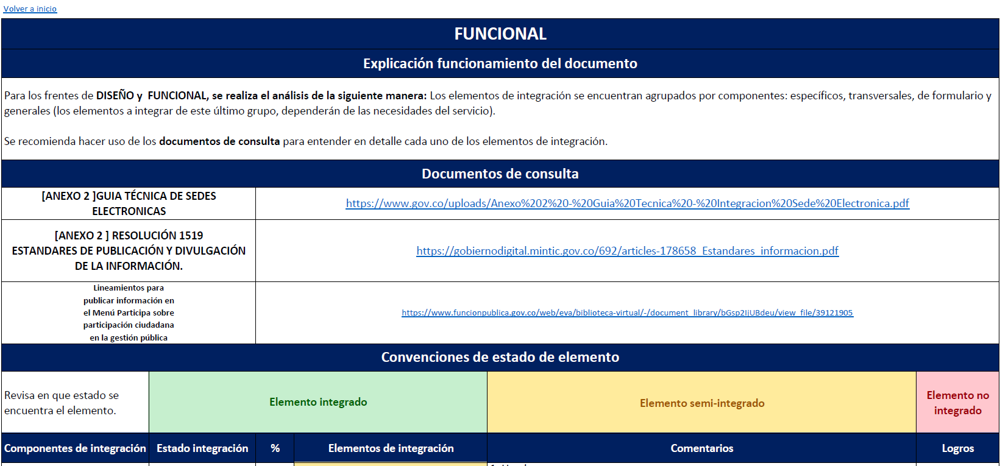 Volver a inicio
FUNCIONAL
Explicación funcionamiento del documento
Para los frentes de DISEÑO y  FUNCIONAL, se realiza el análisis de la siguiente manera: Los elementos de integración se encuentran agrupados por componentes: específicos, transversales, de formulario y
generales (los elementos a integrar de este último grupo, dependerán de las necesidades del servicio).
Se recomienda hacer uso de los documentos de consulta para entender en detalle cada uno de los elementos de integración.
Documentos de consulta
[ANEXO 2 ]GUIA TÉCNICA DE SEDES
ELECTRONICAS
https://www.gov.co/uploads/Anexo%202%20-%20Guia%20Tecnica%20-%20Integracion%20Sede%20Electronica.pdf
[ANEXO 2 ] RESOLUCIÓN 1519
ESTANDARES DE PUBLICACIÓN Y DIVULGACIÓN
DE LA INFORMACIÓN.
https://gobiernodigital.mintic.gov.co/692/articles-178658_Estandares_informacion.pdf
Lineamientos para
publicar información en
el Menú Participa sobre
participación ciudadana
en la gestión pública
https://www.funcionpublica.gov.co/web/eva/biblioteca-virtual/-/document_library/bGsp2IjUBdeu/view_file/39121905
Convenciones de estado de elemento
Revisa en que estado se
encuentra el elemento.
Elemento integrado
Elemento semi-integrado
Elemento no
integrado
Componentes de integración
Estado integración
%
Elementos de integración
Comentarios
Logros